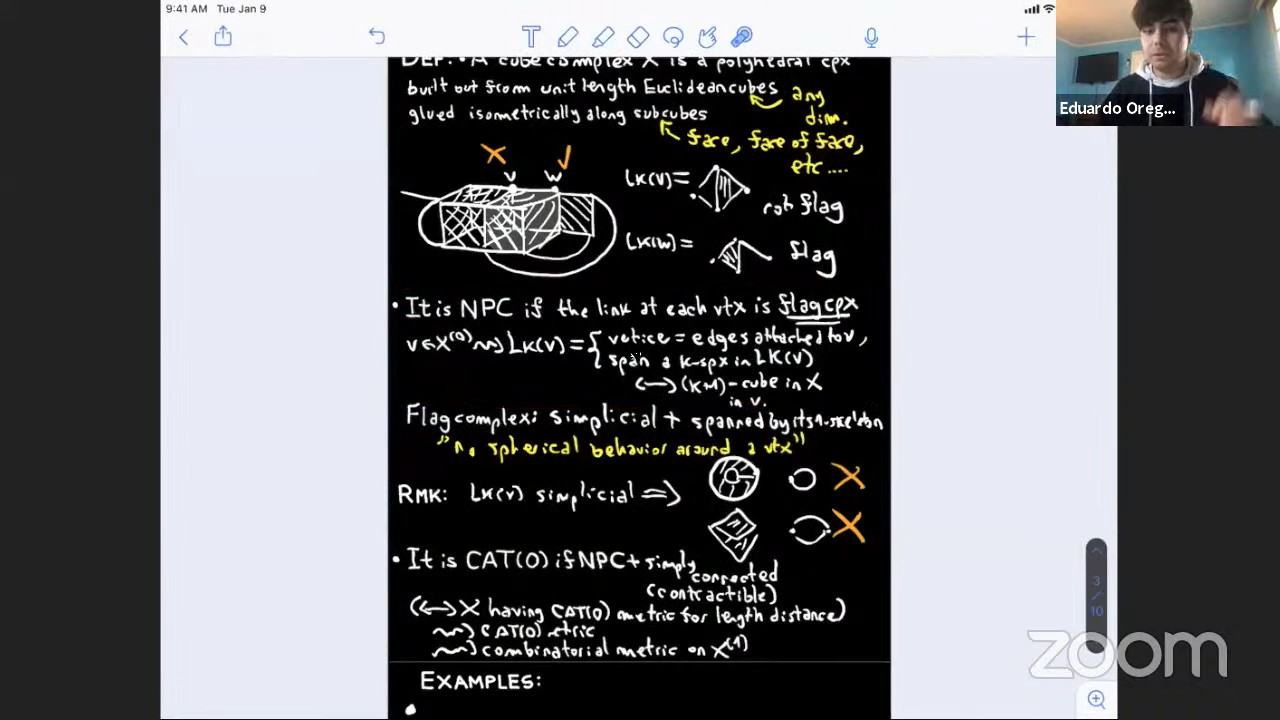 9:41 AM Tue Jan 9
Eduardo Oreg...
DEF: • A cube complex X is a polyhedral cpx
built out from unit length Euclidean cubes
any dim.
glued isometrically along subcubes
face, face of face, etc....
X ✓
v w
LK(v)=
not flag
LK(w)=
flag
• It is NPC if the link at each vtx is flag cpx
v∈X^(0) ⇝ LK(v) = { vetice = edges attached to v,
span a k-spx in LK(v)
⟷ (k+1)-cube in X
in v.
Flag complex: simplicial + spanned by its 1-skeleton
"no spherical behavior around a vtx"
RMK: LK(v) simplicial ⟹
X
X
• It is CAT(0) if NPC + simply
connected
(contractible)
(⟷ X having CAT(0) metric for length distance)
⇝ CAT(0) etric
⇝ combinatorial metric on X^(1)
EXAMPLES:
3 / 10
zoom